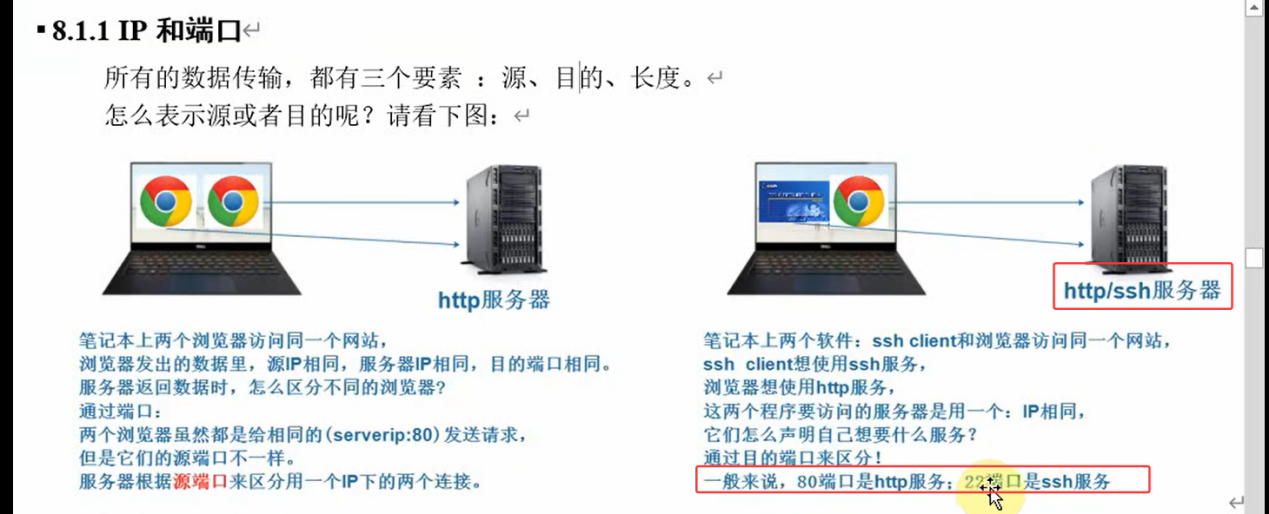 ▪ 8.1.1 IP 和端口↵
所有的数据传输，都有三个要素 ：源、目的、长度。↵
怎么表示源或者目的呢？请看下图：↵
http服务器
笔记本上两个浏览器访问同一个网站，
浏览器发出的数据里，源IP相同，服务器IP相同，目的端口相同。
服务器返回数据时，怎么区分不同的浏览器?
通过端口：
两个浏览器虽然都是给相同的(serverip:80)发送请求，
但是它们的源端口不一样。
服务器根据源端口来区分用一个IP下的两个连接。
http/ssh服务器
笔记本上两个软件：ssh client和浏览器访问同一个网站，
ssh client想使用ssh服务，
浏览器想使用http服务，
这两个程序要访问的服务器是用一个：IP相同，
它们怎么声明自己想要什么服务？
通过目的端口来区分！
一般来说，80端口是http服务；22端口是ssh服务
↵